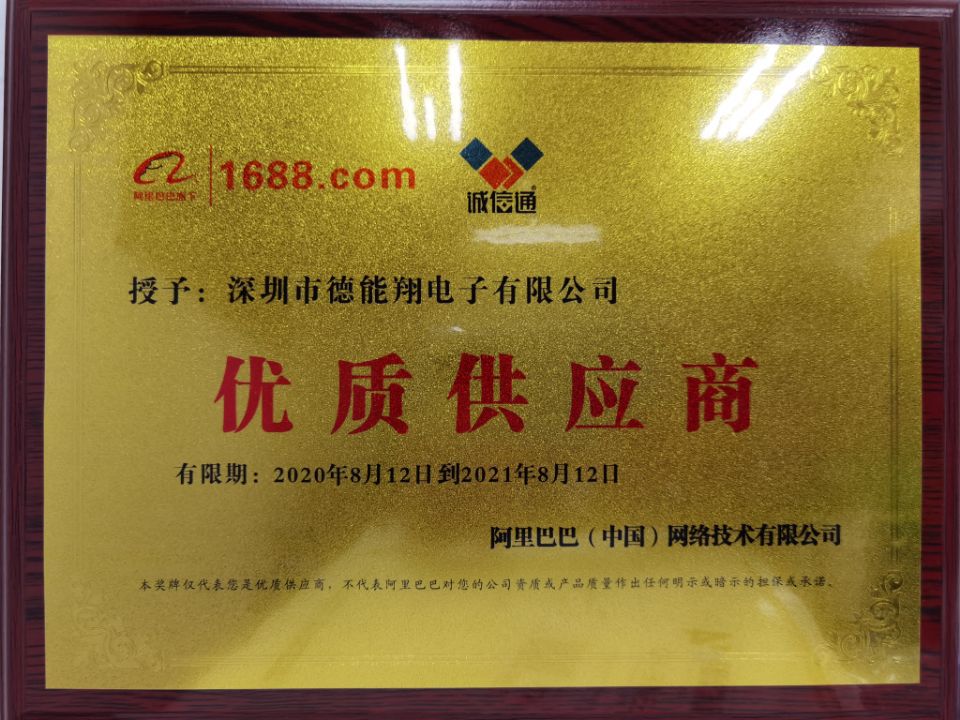 阿里巴巴旗下
1688.com
诚信通
授予：深圳市德能翔电子有限公司
优质供应商
有限期：2020年8月12日到2021年8月12日
阿里巴巴（中国）网络技术有限公司
本奖牌仅代表您是优质供应商，不代表阿里巴巴对您的公司资质或产品质量作出任何明示或暗示的担保或承诺、